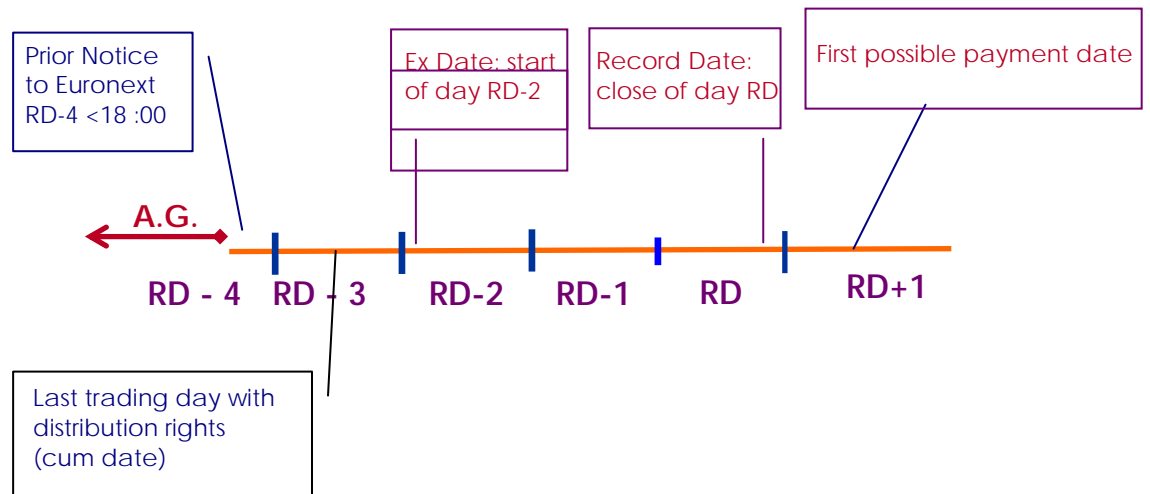 Prior Notice
to Euronext
RD-4 <18 :00
Ex Date: start
of day RD-2
Record Date:
close of day RD
First possible payment date
A.G.
RD - 4
RD - 3
RD-2
RD-1
RD
RD+1
Last trading day with
distribution rights
(cum date)